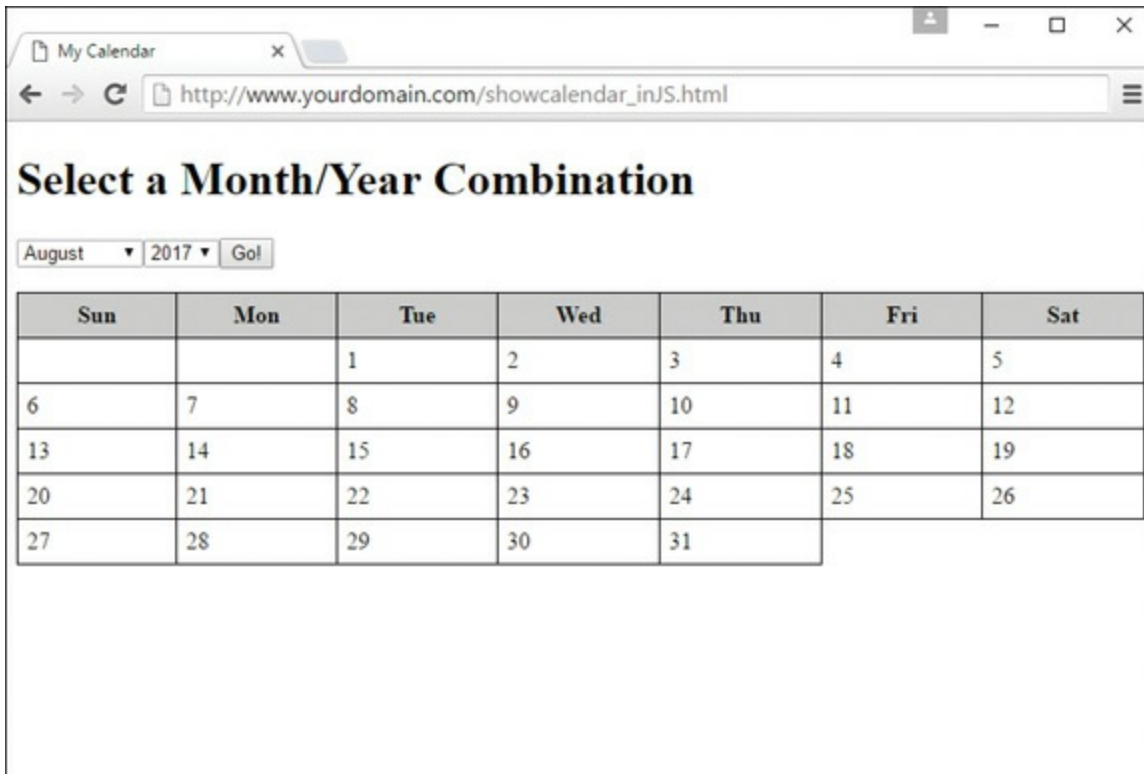 My Calendar
http://www.yourdomain.com/showcalendar_inJS.html
Select a Month/Year Combination
August 2017 Go!
Sun Mon Tue Wed Thu Fri Sat
1 2 3 4 5
6 7 8 9 10 11 12
13 14 15 16 17 18 19
20 21 22 23 24 25 26
27 28 29 30 31